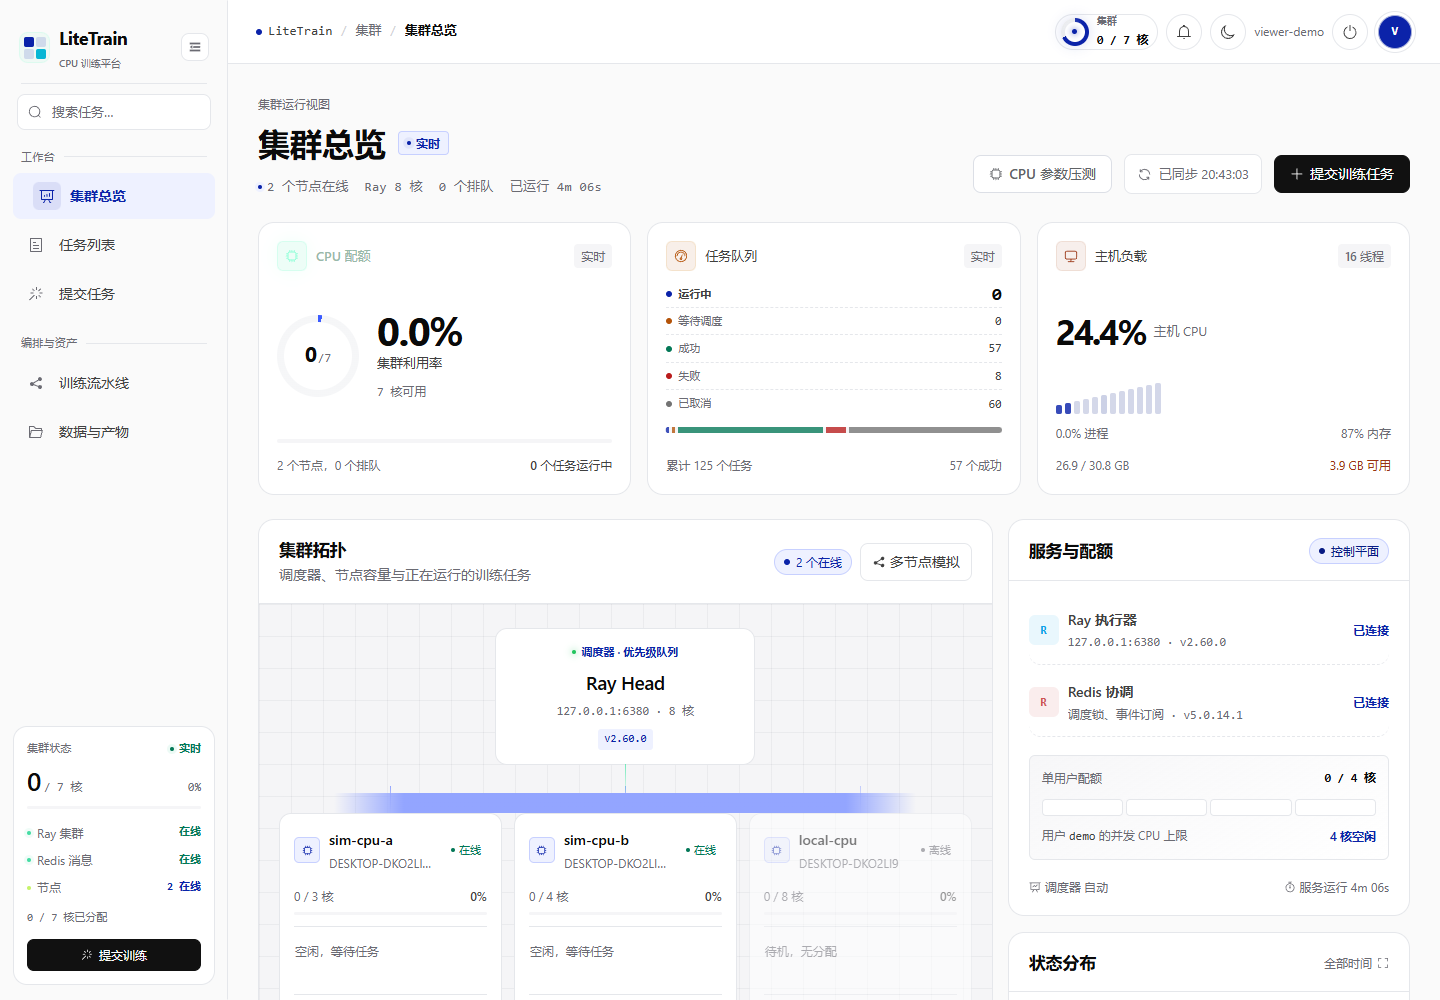 LiteTrain
CPU 训练平台
搜索任务...
工作台
集群总览
任务列表
提交任务
编排与资产
训练流水线
数据与产物
集群状态
实时
0 / 7 核
0%
Ray 集群
在线
Redis 消息
在线
节点
2 在线
0 / 7 核已分配
提交训练
LiteTrain / 集群 / 集群总览
集群
0 / 7 核
viewer-demo
V
集群运行视图
集群总览
实时
2 个节点在线 Ray 8 核 0 个排队 已运行 4m 06s
CPU 参数压测
已同步 20:43:03
提交训练任务
CPU 配额
实时
0/7
0.0%
集群利用率
7 核可用
2 个节点，0 个排队
0 个任务运行中
任务队列
实时
运行中
0
等待调度
0
成功
57
失败
8
已取消
60
累计 125 个任务
57 个成功
主机负载
16 线程
24.4% 主机 CPU
0.0% 进程
87% 内存
26.9 / 30.8 GB
3.9 GB 可用
集群拓扑
调度器、节点容量与正在运行的训练任务
2 个在线
多节点模拟
调度器 · 优先级队列
Ray Head
127.0.0.1:6380 · 8 核
v2.60.0
sim-cpu-a
DESKTOP-DKO2LI...
在线
0 / 3 核
0%
空闲，等待任务
sim-cpu-b
DESKTOP-DKO2LI...
在线
0 / 4 核
0%
空闲，等待任务
local-cpu
DESKTOP-DKO2LI9
离线
0 / 8 核
0%
待机，无分配
服务与配额
控制平面
R
Ray 执行器
127.0.0.1:6380 · v2.60.0
已连接
R
Redis 协调
调度锁、事件订阅 · v5.0.14.1
已连接
单用户配额
0 / 4 核
用户 demo 的并发 CPU 上限
4 核空闲
调度器 自动
服务运行 4m 06s
状态分布
全部时间